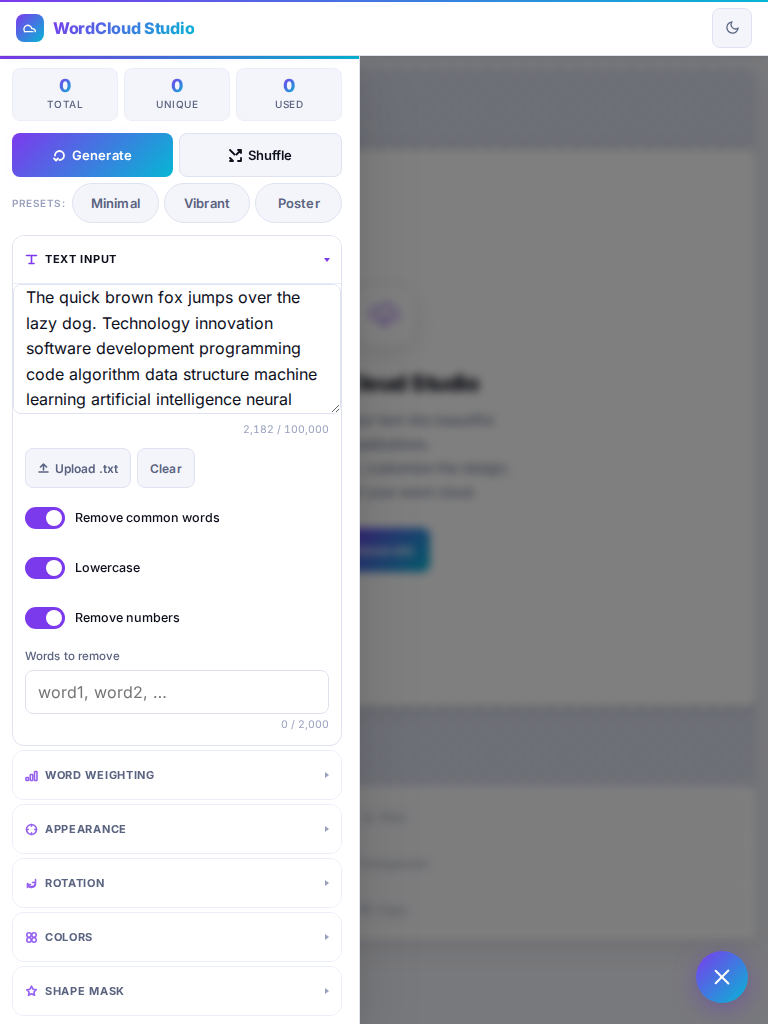 WordCloud Studio
0
TOTAL
0
UNIQUE
0
USED
Generate
Shuffle
PRESETS:
Minimal
Vibrant
Poster
TEXT INPUT
The quick brown fox jumps over the
lazy dog. Technology innovation
software development programming
code algorithm data structure machine
learning artificial intelligence neural
2,182 / 100,000
Upload .txt
Clear
Remove common words
Lowercase
Remove numbers
Words to remove
word1, word2, ...
0 / 2,000
WORD WEIGHTING
APPEARANCE
ROTATION
COLORS
SHAPE MASK